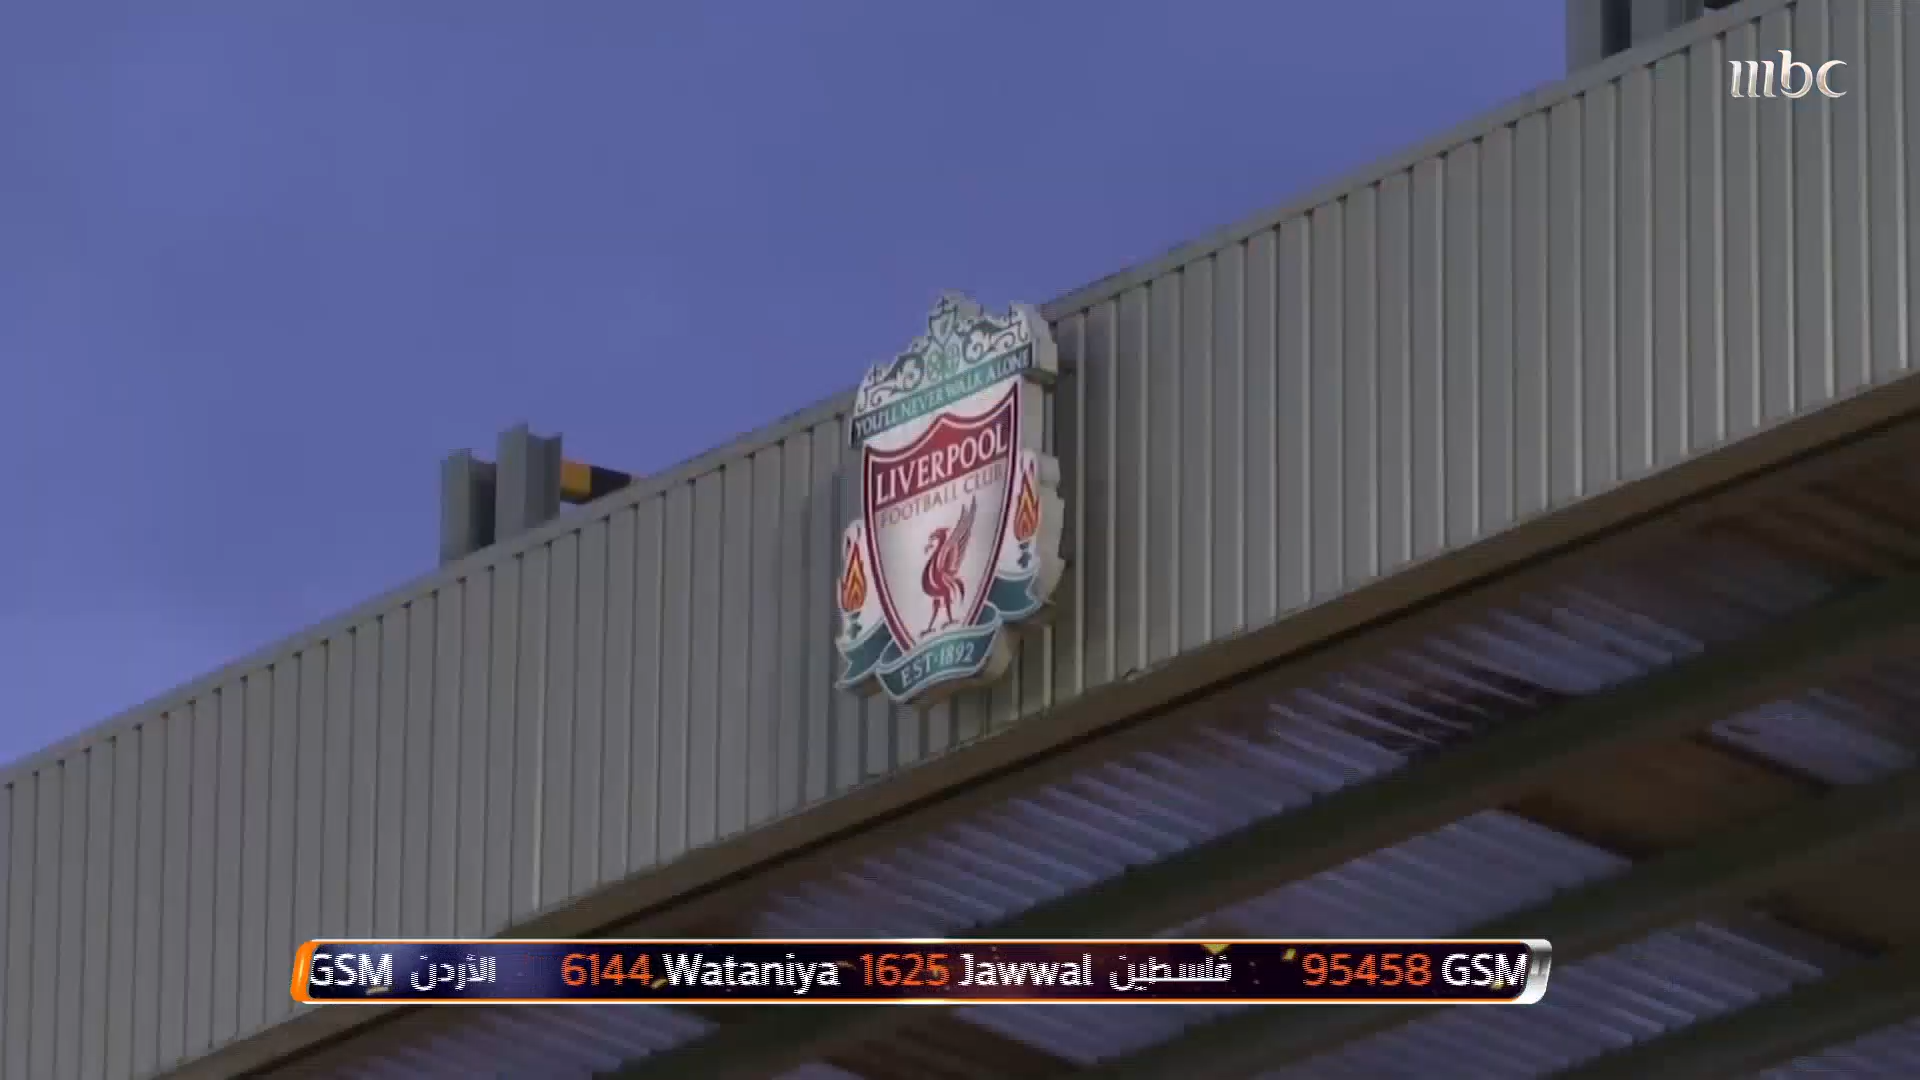 mbc
YOU'LL NEVER WALK ALONE
LIVERPOOL
FOOTBALL CLUB
EST·1892
GSM 95458 فلسطين Jawwal 1625 Wataniya 6144 الأردن GSM